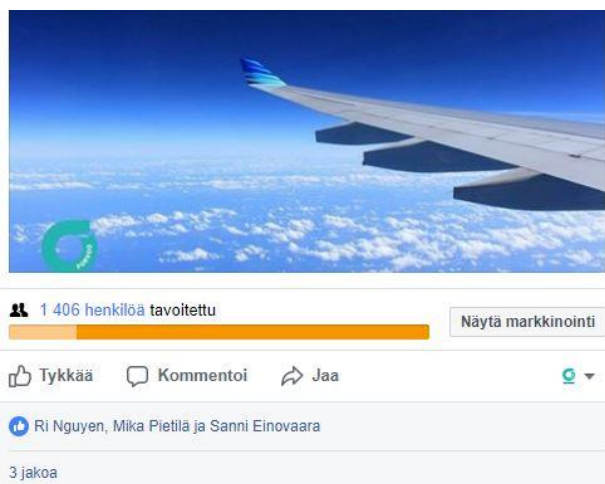 1 406 henkilöä tavoitettu
Näytä markkinointi
Tykkää Kommentoi Jaa
Ri Nguyen, Mika Pietilä ja Sanni Einovaara
3 jakoa